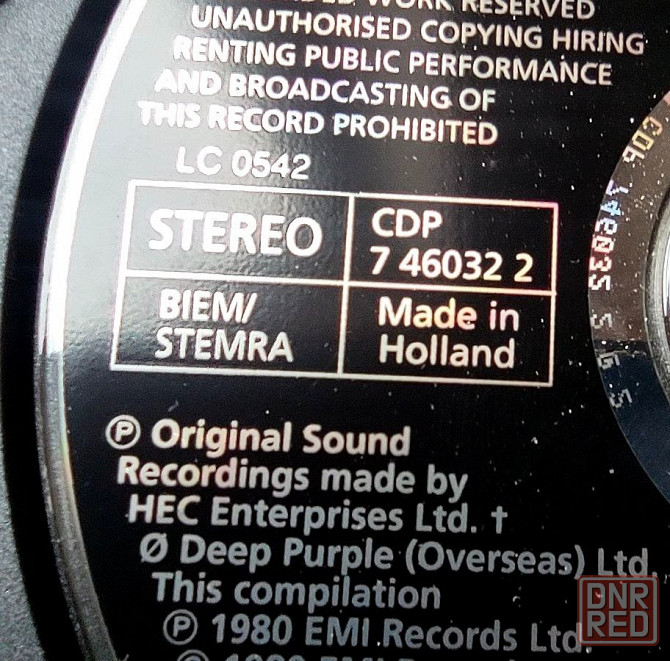 WORK RESERVED
UNAUTHORISED COPYING HIRING
RENTING PUBLIC PERFORMANCE
AND BROADCASTING OF
THIS RECORD PROHIBITED
LC 0542
STEREO
CDP
7 46032 2
BIEM/
STEMRA
Made in
Holland
℗ Original Sound
Recordings made by
HEC Enterprises Ltd. †
Ø Deep Purple (Overseas) Ltd.
This compilation
℗ 1980 EMI Records Ltd.
DNR
RED